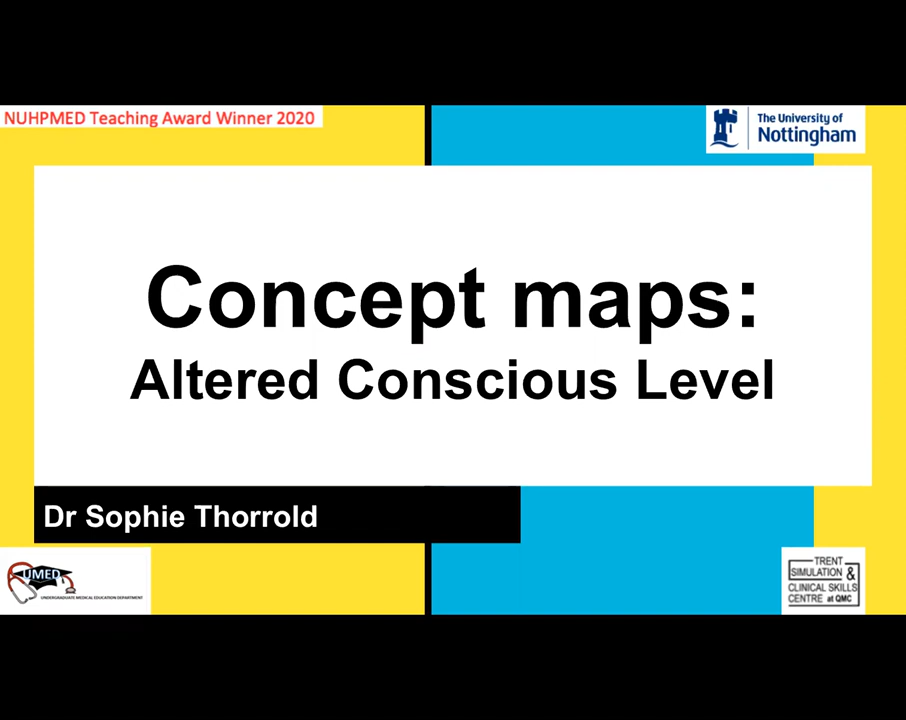 NUHPMED Teaching Award Winner 2020
The University of
Nottingham
Concept maps:
Altered Conscious Level
Dr Sophie Thorrold
UMED
UNDERGRADUATE MEDICAL EDUCATION DEPARTMENT
TRENT
SIMULATION &
CLINICAL SKILLS
CENTRE at QMC